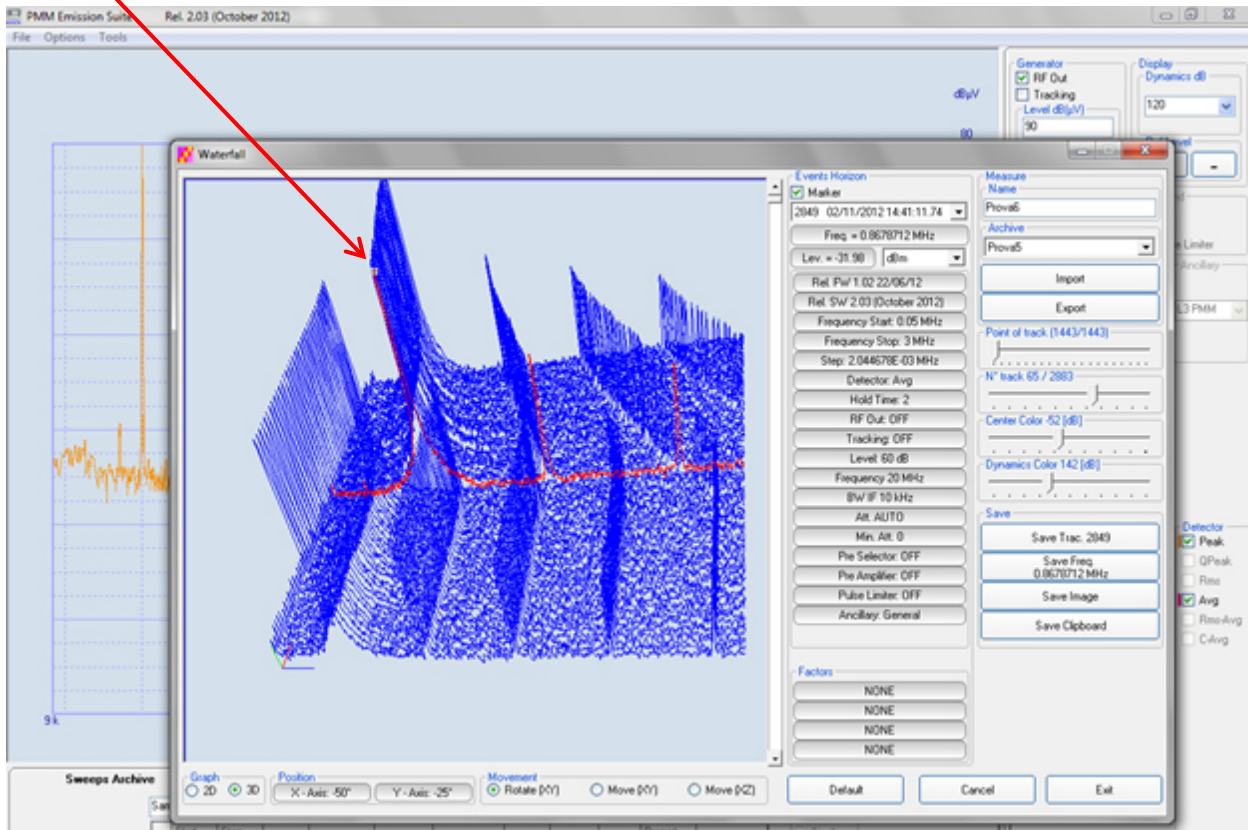 PMM Emission Suite Rel. 2.03 (October 2012)
File Options Tools
Generator
RF Out
Tracking
Level dB(µV)
90
Display
Dynamics dB
120
-
dBµV
80
9k
Waterfall
Events Horizon
Marker
2849 02/11/2012 14:41:11.74
Freq. = 0.8678712 MHz
Lev. = -31.98 dBm
Rel. FW 1.02 22/06/12
Rel. SW 2.03 (October 2012)
Frequency Start: 0.05 MHz
Frequency Stop: 3 MHz
Step: 2.044678E-03 MHz
Detector: Avg
Hold Time: 2
RF Out: OFF
Tracking: OFF
Level: 60 dB
Frequency 20 MHz
BW IF 10 kHz
Att. AUTO
Min. Att. 0
Pre Selector: OFF
Pre Amplifier: OFF
Pulse Limiter: OFF
Ancillary: General
Factors
NONE
NONE
NONE
NONE
Measure
Name
Prova6
Archive
Prova5
Import
Export
Point of track (1443/1443)
N° track 65 / 2883
Center Color -52 [dB]
Dynamics Color 142 [dB]
Save
Save Trac. 2849
Save Freq.
0.8678712 MHz
Save Image
Save Clipboard
Limiter
Ancillary
L3 PMM
Detector
Peak
QPeak
Rms
Avg
Rms-Avg
C-Avg
Graph
2D 3D
Position
X - Axis: -50° Y - Axis: -25°
Movement
Rotate (XY) Move (XY) Move (XZ)
Default Cancel Exit
Sweeps Archive